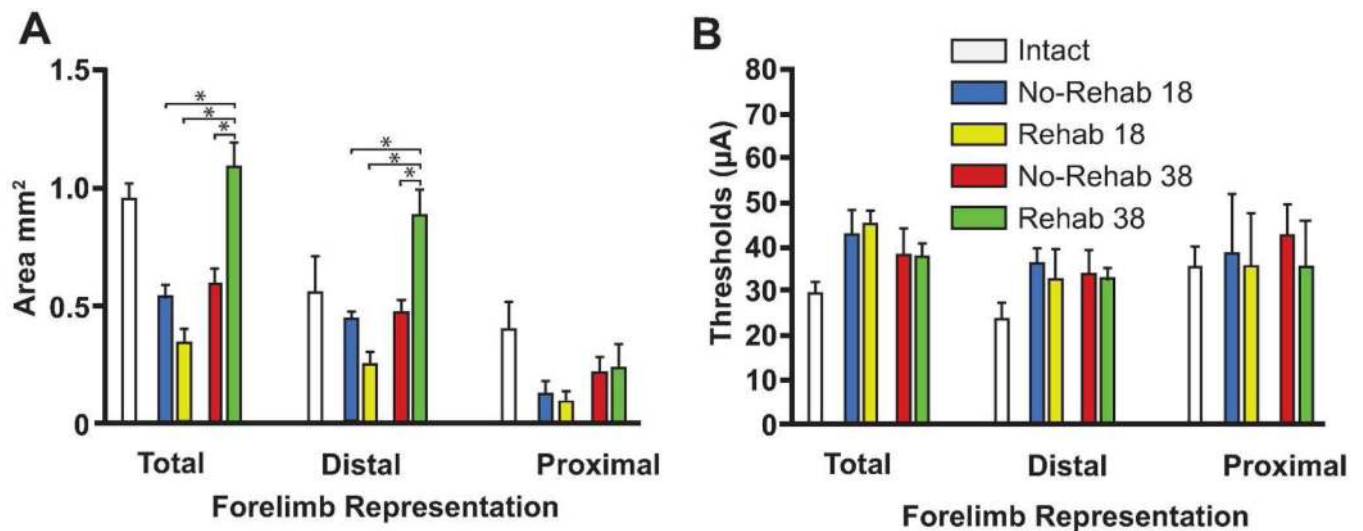 A
Area mm²
1.5
1.0
0.5
0
*
*
*
*
*
*
Total
Distal
Proximal
Forelimb Representation
B
Intact
No-Rehab 18
Rehab 18
No-Rehab 38
Rehab 38
Thresholds (µA)
80
70
60
50
40
30
20
10
0
Total
Distal
Proximal
Forelimb Representation